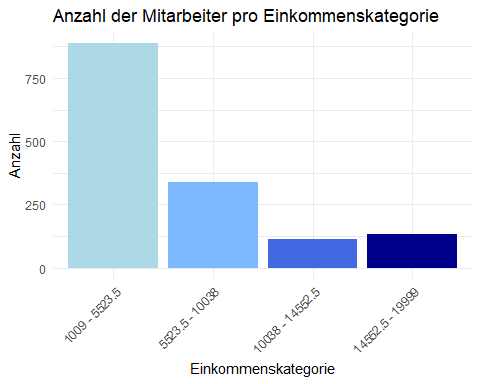 Anzahl der Mitarbeiter pro Einkommenskategorie
Anzahl
750
500
250
0
1009 - 5523.5
5523.5 - 10038
10038 - 14552.5
14552.5 - 19999
Einkommenskategorie